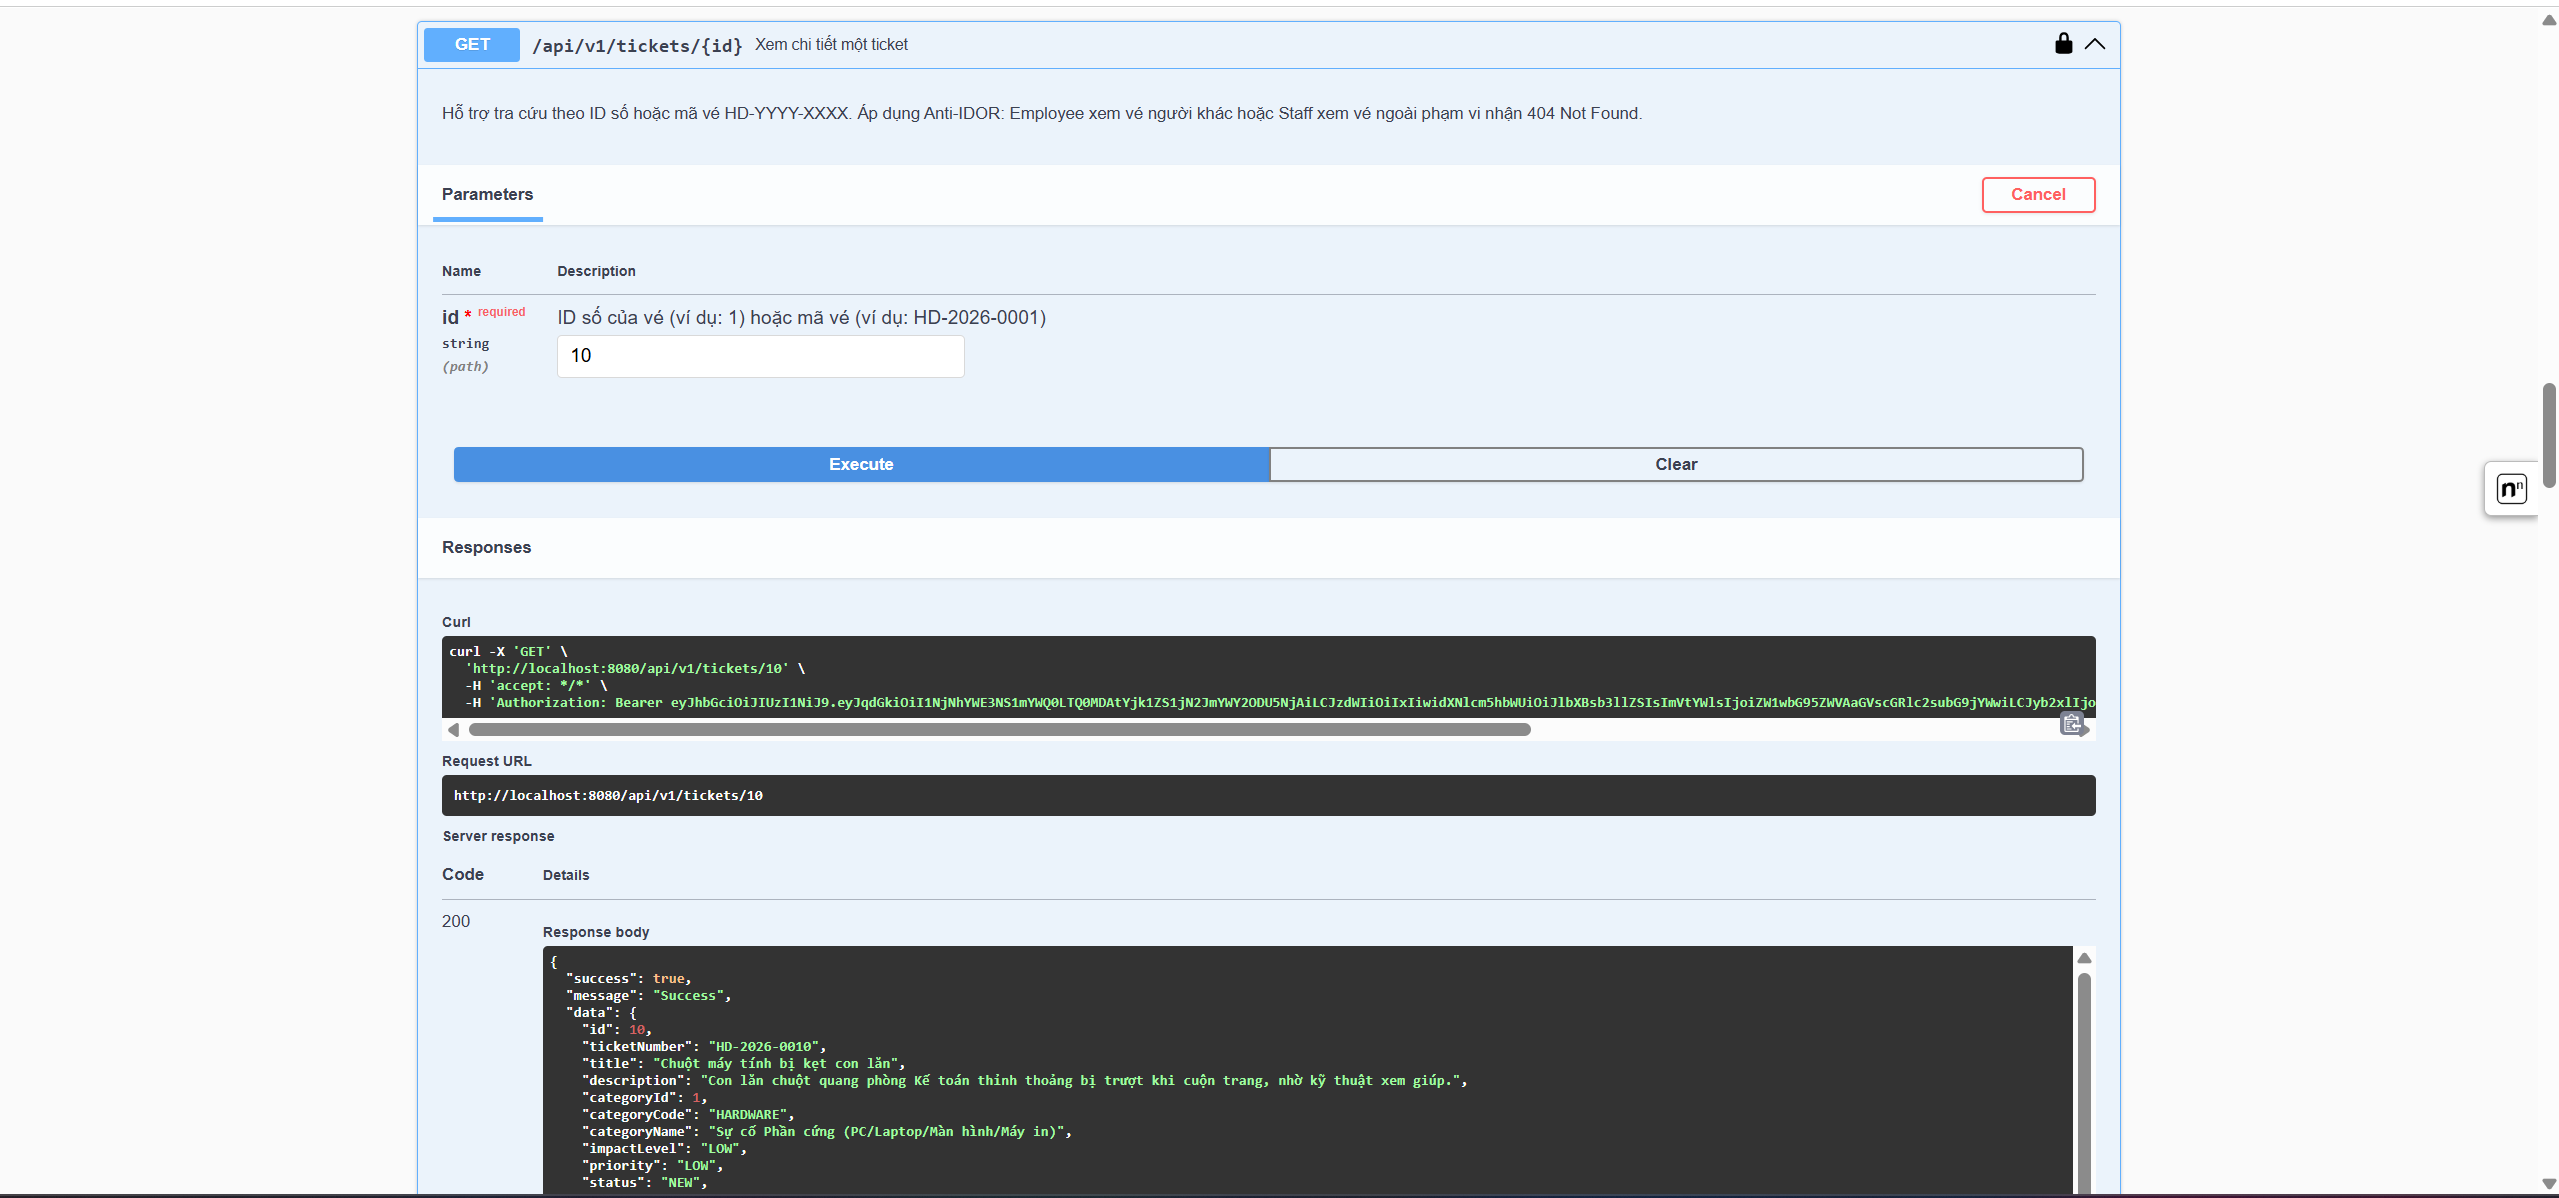 GET /api/v1/tickets/{id} Xem chi tiết một ticket
Hỗ trợ tra cứu theo ID số hoặc mã vé HD-YYYY-XXXX. Áp dụng Anti-IDOR: Employee xem vé người khác hoặc Staff xem vé ngoài phạm vi nhận 404 Not Found.
Parameters
Cancel
Name Description
id * required
string
(path)
ID số của vé (ví dụ: 1) hoặc mã vé (ví dụ: HD-2026-0001)
10
Execute
Clear
Responses
Curl
curl -X 'GET' \
'http://localhost:8080/api/v1/tickets/10' \
-H 'accept: */*' \
-H 'Authorization: Bearer eyJhbGciOiJIUzI1NiJ9.eyJqdGkiOiI1NjNhYWE3NS1mYWQ0LTQ0MDAtYjk1ZS1jN2JmYWY2ODU5NjAiLCJzdWIiOiIxIiwidXNlcm5hbWUiOiJlbXBsb3llZSIsImVtYWlsIjoiZW1wbG95ZWVAaGVscGRlc2subG9jYWwiLCJyb2xlIjo
Request URL
http://localhost:8080/api/v1/tickets/10
Server response
Code Details
200
Response body
{
"success": true,
"message": "Success",
"data": {
"id": 10,
"ticketNumber": "HD-2026-0010",
"title": "Chuột máy tính bị kẹt con lăn",
"description": "Con lăn chuột quang phòng Kế toán thỉnh thoảng bị trượt khi cuộn trang, nhờ kỹ thuật xem giúp.",
"categoryId": 1,
"categoryCode": "HARDWARE",
"categoryName": "Sự cố Phần cứng (PC/Laptop/Màn hình/Máy in)",
"impactLevel": "LOW",
"priority": "LOW",
"status": "NEW",